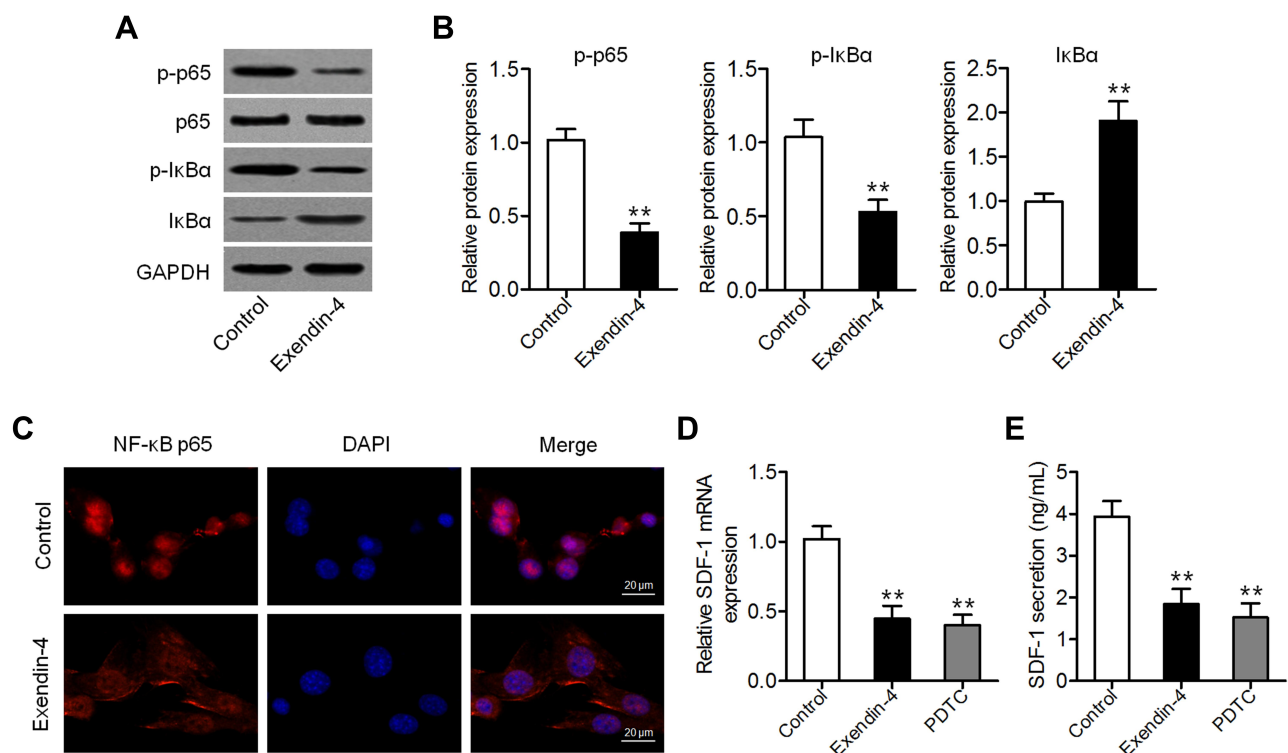 A
p-p65
p65
p-IκBα
IκBα
GAPDH
Control
Exendin-4
B
p-p65
Relative protein expression
1.5
1.0
0.5
0.0
**
Control
Exendin-4
p-IκBα
Relative protein expression
1.5
1.0
0.5
0.0
**
Control
Exendin-4
IκBα
Relative protein expression
2.5
2.0
1.5
1.0
0.5
0.0
**
Control
Exendin-4
C
NF-κB p65
DAPI
Merge
Control
20 μm
Exendin-4
20 μm
D
Relative SDF-1 mRNA
expression
1.5
1.0
0.5
0.0
**
**
Control
Exendin-4
PDTC
E
SDF-1 secretion (ng/mL)
5
4
3
2
1
0
**
**
Control
Exendin-4
PDTC